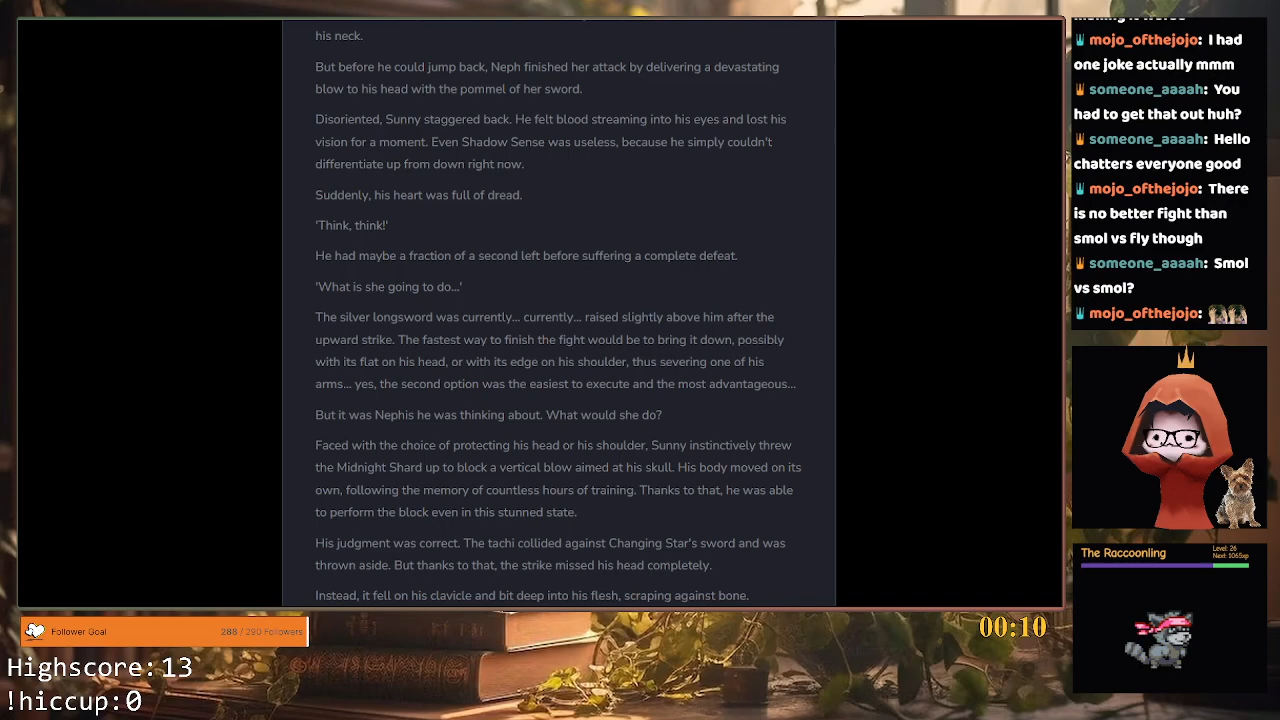 his neck.
But before he could jump back, Neph finished her attack by delivering a devastating
blow to his head with the pommel of her sword.
Disoriented, Sunny staggered back. He felt blood streaming into his eyes and lost his
vision for a moment. Even Shadow Sense was useless, because he simply couldn't
differentiate up from down right now.
Suddenly, his heart was full of dread.
'Think, think!'
He had maybe a fraction of a second left before suffering a complete defeat.
'What is she going to do...'
The silver longsword was currently... currently... raised slightly above him after the
upward strike. The fastest way to finish the fight would be to bring it down, possibly
with its flat on his head, or with its edge on his shoulder, thus severing one of his
arms... yes, the second option was the easiest to execute and the most advantageous...
But it was Nephis he was thinking about. What would she do?
Faced with the choice of protecting his head or his shoulder, Sunny instinctively threw
the Midnight Shard up to block a vertical blow aimed at his skull. His body moved on its
own, following the memory of countless hours of training. Thanks to that, he was able
to perform the block even in this stunned state.
His judgment was correct. The tachi collided against Changing Star's sword and was
thrown aside. But thanks to that, the strike missed his head completely.
Instead, it fell on his clavicle and bit deep into his flesh, scraping against bone.
mojo_ofthejojo: I had
one joke actually mmm
someone_aaaah: You
had to get that out huh?
someone_aaaah: Hello
chatters everyone good
mojo_ofthejojo: There
is no better fight than
smol vs fly though
someone_aaaah: Smol
vs smol?
mojo_ofthejojo:
The Raccoonling
Level: 26
Next: 1065xp
Follower Goal
288 / 290 Followers
00:10
Highscore:13
!hiccup:0